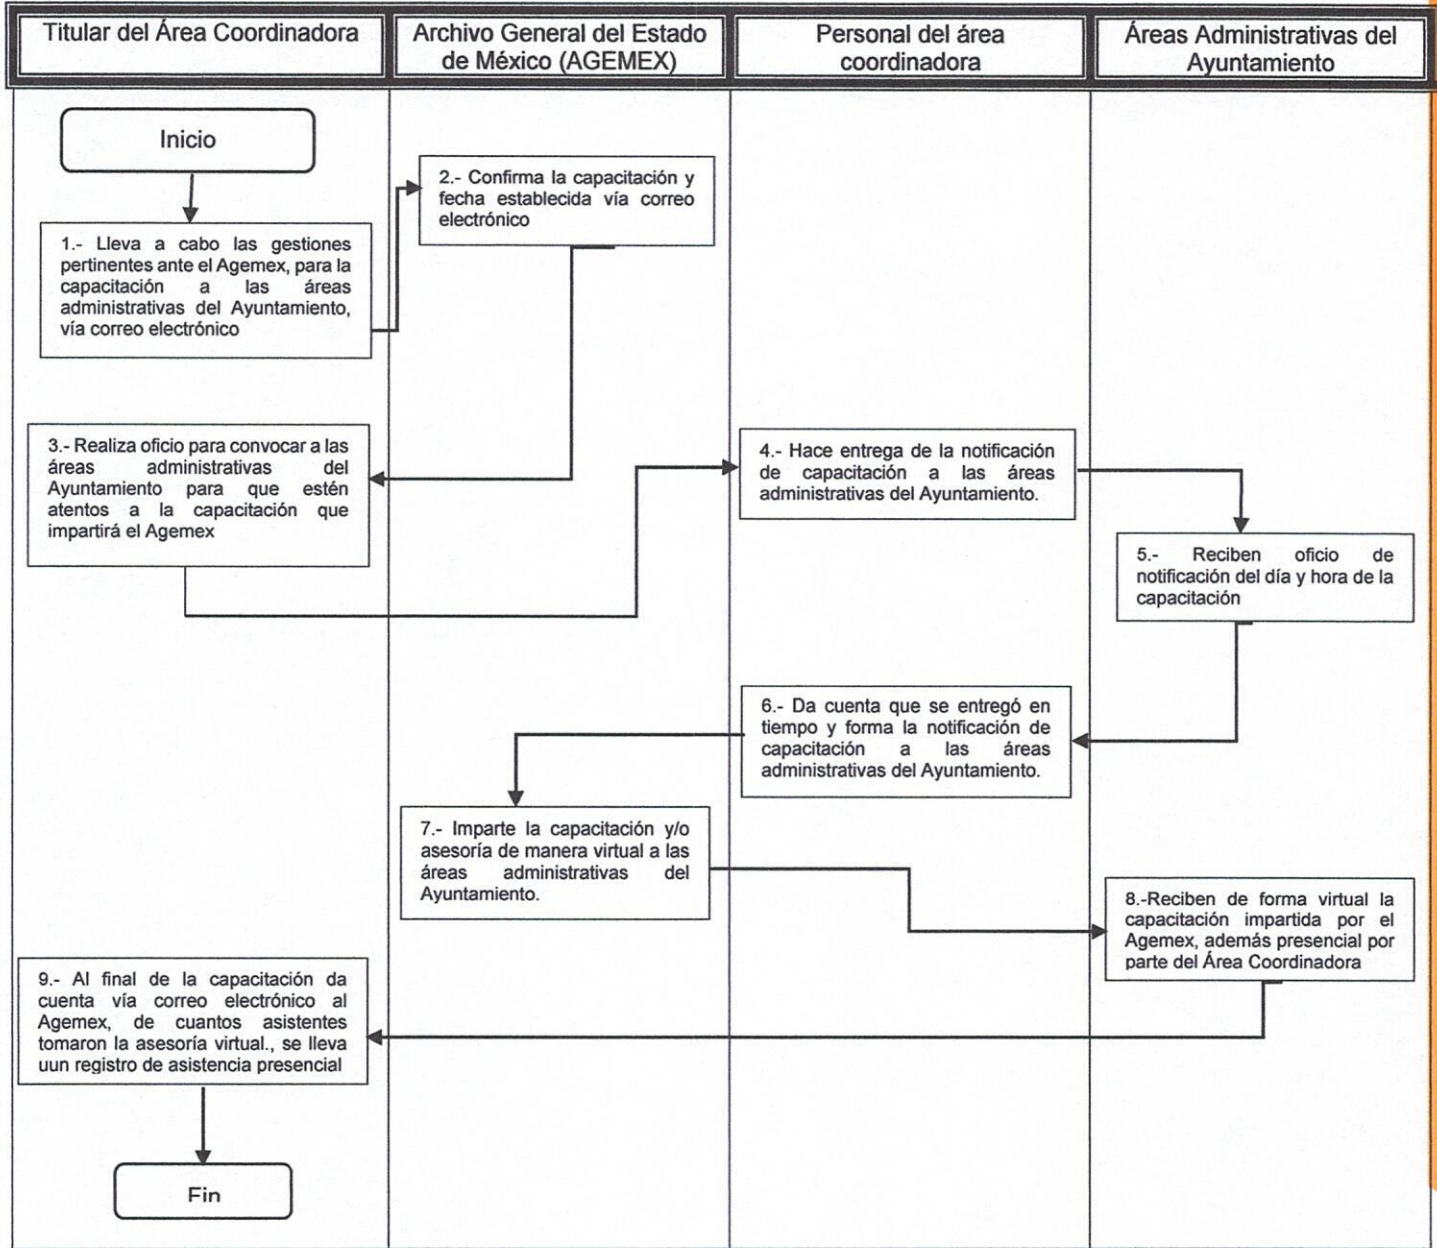 Titular del Área Coordinadora
Archivo General del Estado
de México (AGEMEX)
Personal del área
coordinadora
Áreas Administrativas del
Ayuntamiento
Inicio
1.- Lleva a cabo las gestiones
pertinentes ante el Agemex, para la
capacitación a las áreas
administrativas del Ayuntamiento,
vía correo electrónico
2.- Confirma la capacitación y
fecha establecida vía correo
electrónico
3.- Realiza oficio para convocar a las
áreas administrativas del
Ayuntamiento para que estén
atentos a la capacitación que
impartirá el Agemex
4.- Hace entrega de la notificación
de capacitación a las áreas
administrativas del Ayuntamiento.
5.- Reciben oficio de
notificación del día y hora de la
capacitación
6.- Da cuenta que se entregó en
tiempo y forma la notificación de
capacitación a las áreas
administrativas del Ayuntamiento.
7.- Imparte la capacitación y/o
asesoría de manera virtual a las
áreas administrativas del
Ayuntamiento.
8.-Reciben de forma virtual la
capacitación impartida por el
Agemex, además presencial por
parte del Área Coordinadora
9.- Al final de la capacitación da
cuenta vía correo electrónico al
Agemex, de cuantos asistentes
tomaron la asesoría virtual., se lleva
uun registro de asistencia presencial
Fin